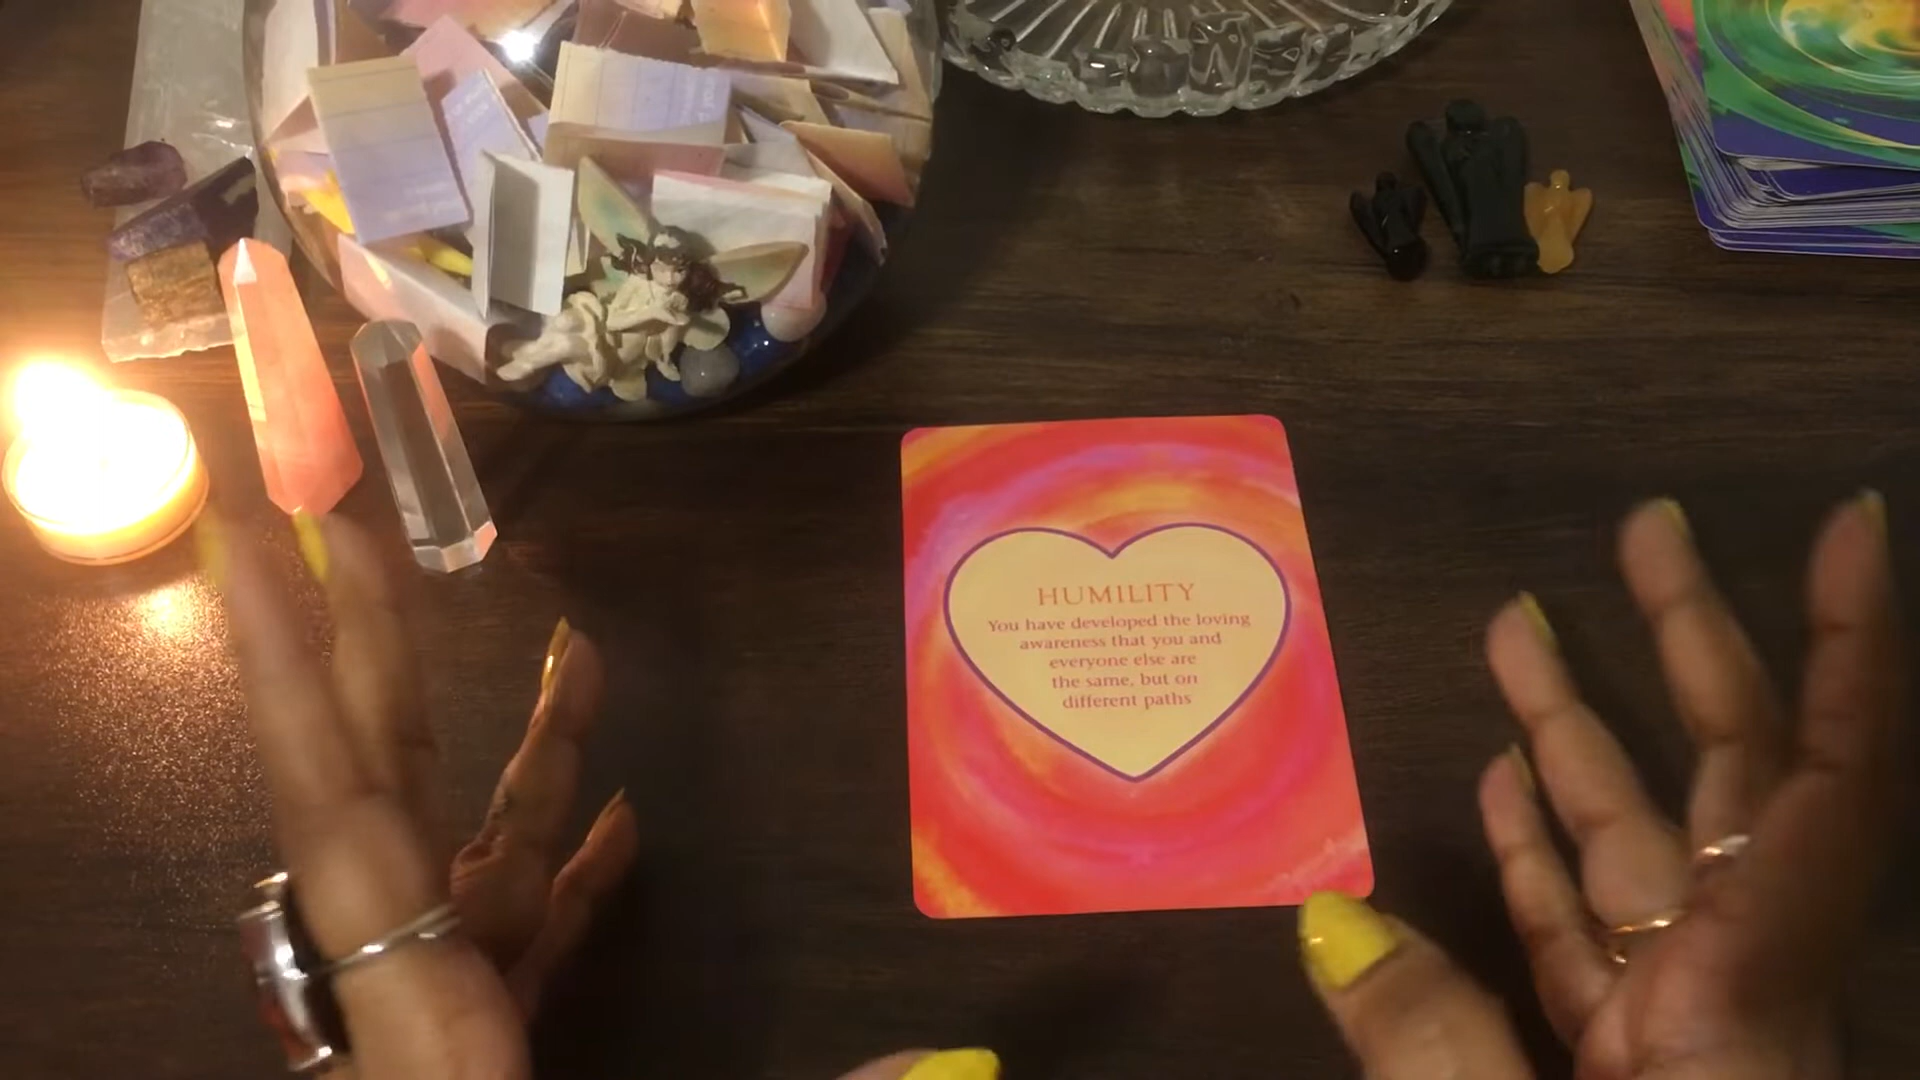 HUMILITY
You have developed the loving
awareness that you and
everyone else are
the same, but on
different paths